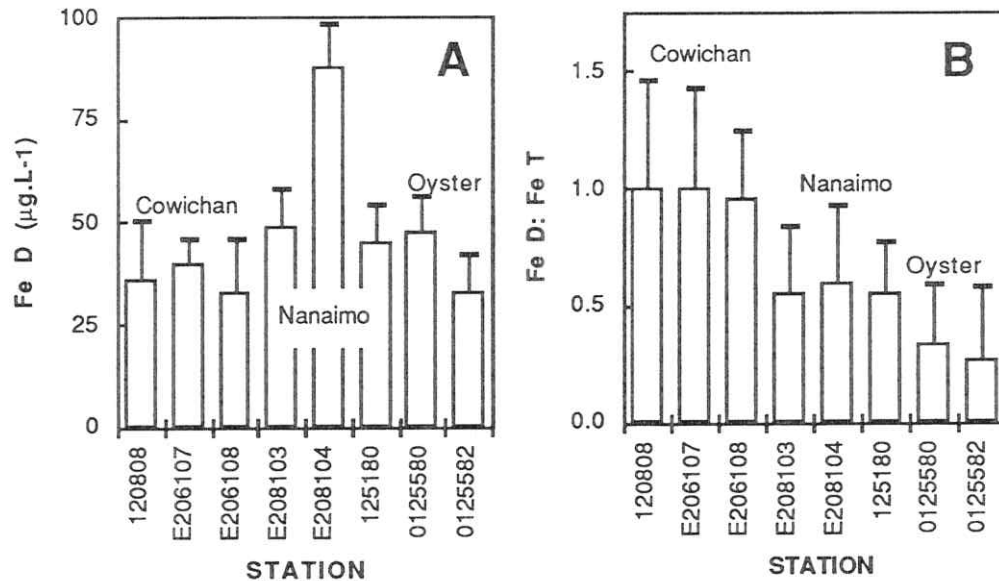 A
Fe D (µg.L-1)
100
75
50
25
0
Cowichan
Nanaimo
Oyster
120808
E206107
E206108
E208103
E208104
125180
0125580
0125582
STATION
B
Fe D: Fe T
1.5
1.0
0.5
0.0
Cowichan
Nanaimo
Oyster
120808
E206107
E206108
E208103
E208104
125180
0125580
0125582
STATION